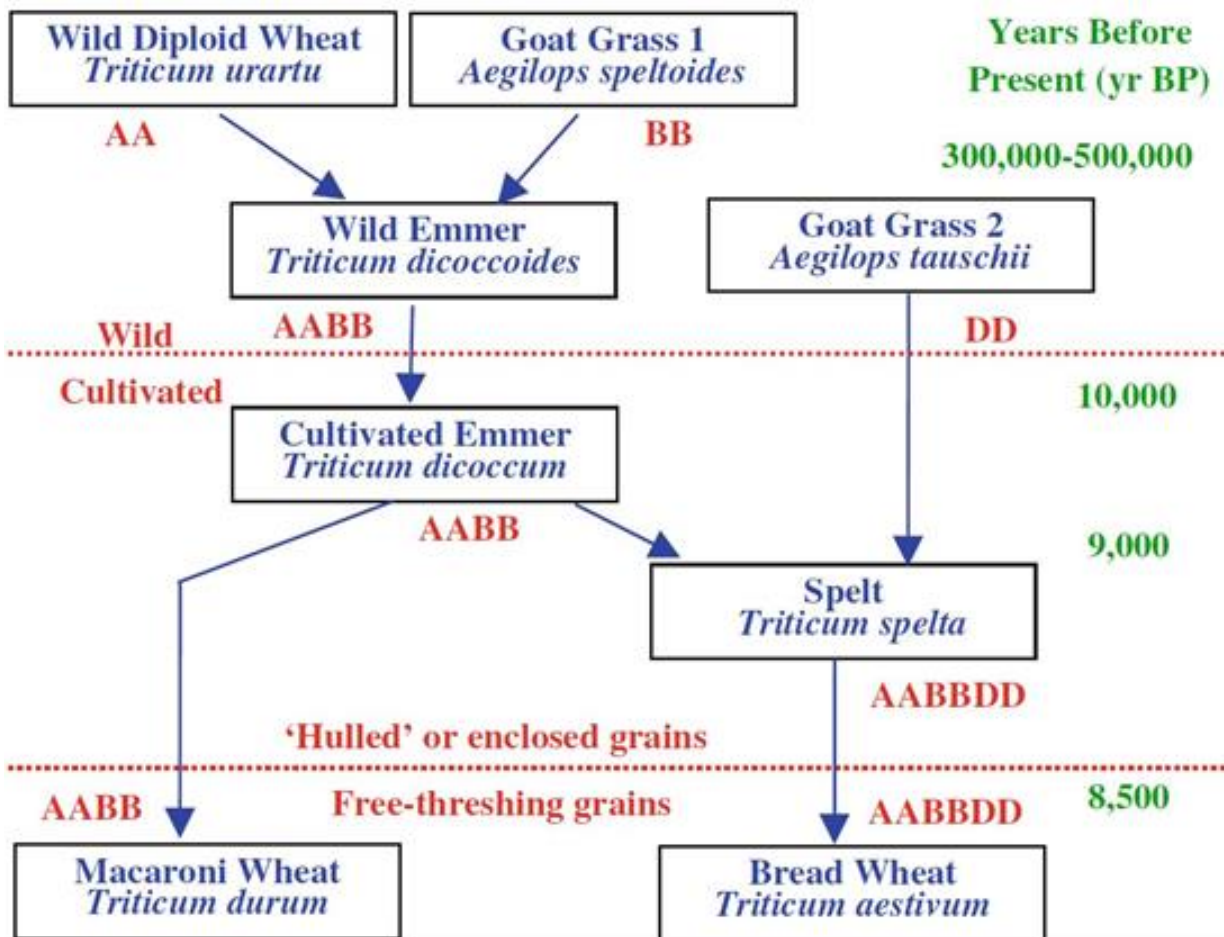 Wild Diploid Wheat
Triticum urartu
Goat Grass 1
Aegilops speltoides
Years Before
Present (yr BP)
AA
BB
300,000-500,000
Wild Emmer
Triticum dicoccoides
Goat Grass 2
Aegilops tauschii
AABB
DD
Wild
Cultivated
10,000
Cultivated Emmer
Triticum dicoccum
AABB
9,000
Spelt
Triticum spelta
AABBDD
‘Hulled’ or enclosed grains
Free-threshing grains
8,500
AABB
AABBDD
Macaroni Wheat
Triticum durum
Bread Wheat
Triticum aestivum